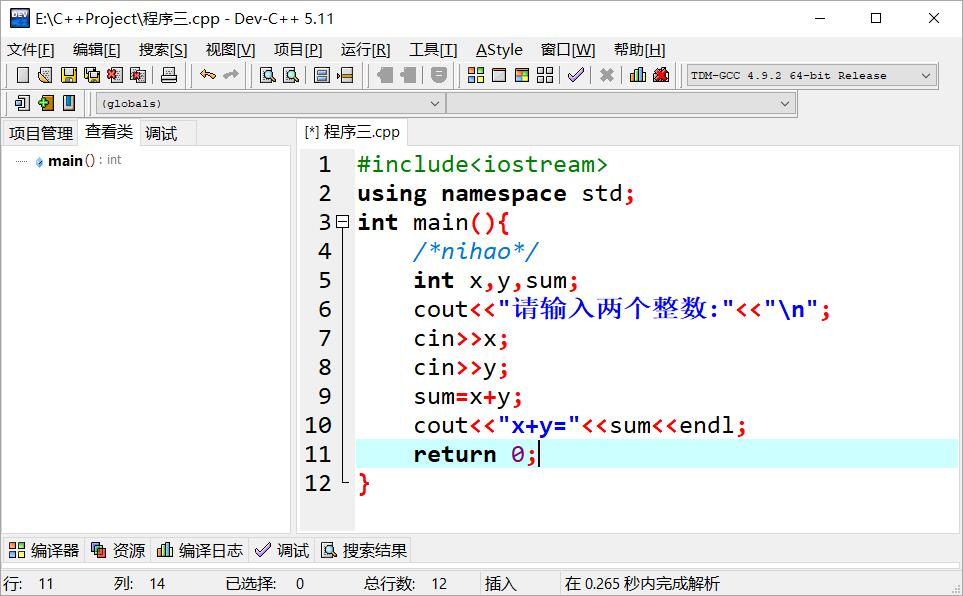 E:\C++Project\程序三.cpp - Dev-C++ 5.11
文件[F] 编辑[E] 搜索[S] 视图[V] 项目[P] 运行[R] 工具[T] AStyle 窗口[W] 帮助[H]
TDM-GCC 4.9.2 64-bit Release
(globals)
项目管理 查看类 调试
[*] 程序三.cpp
main() : int
1 #include<iostream>
2 using namespace std;
3 int main(){
4 /*nihao*/
5 int x,y,sum;
6 cout<<"请输入两个整数:"<<"\n";
7 cin>>x;
8 cin>>y;
9 sum=x+y;
10 cout<<"x+y="<<sum<<endl;
11 return 0;
12 }
编译器 资源 编译日志 调试 搜索结果
行: 11 列: 14 已选择: 0 总行数: 12 插入 在 0.265 秒内完成解析